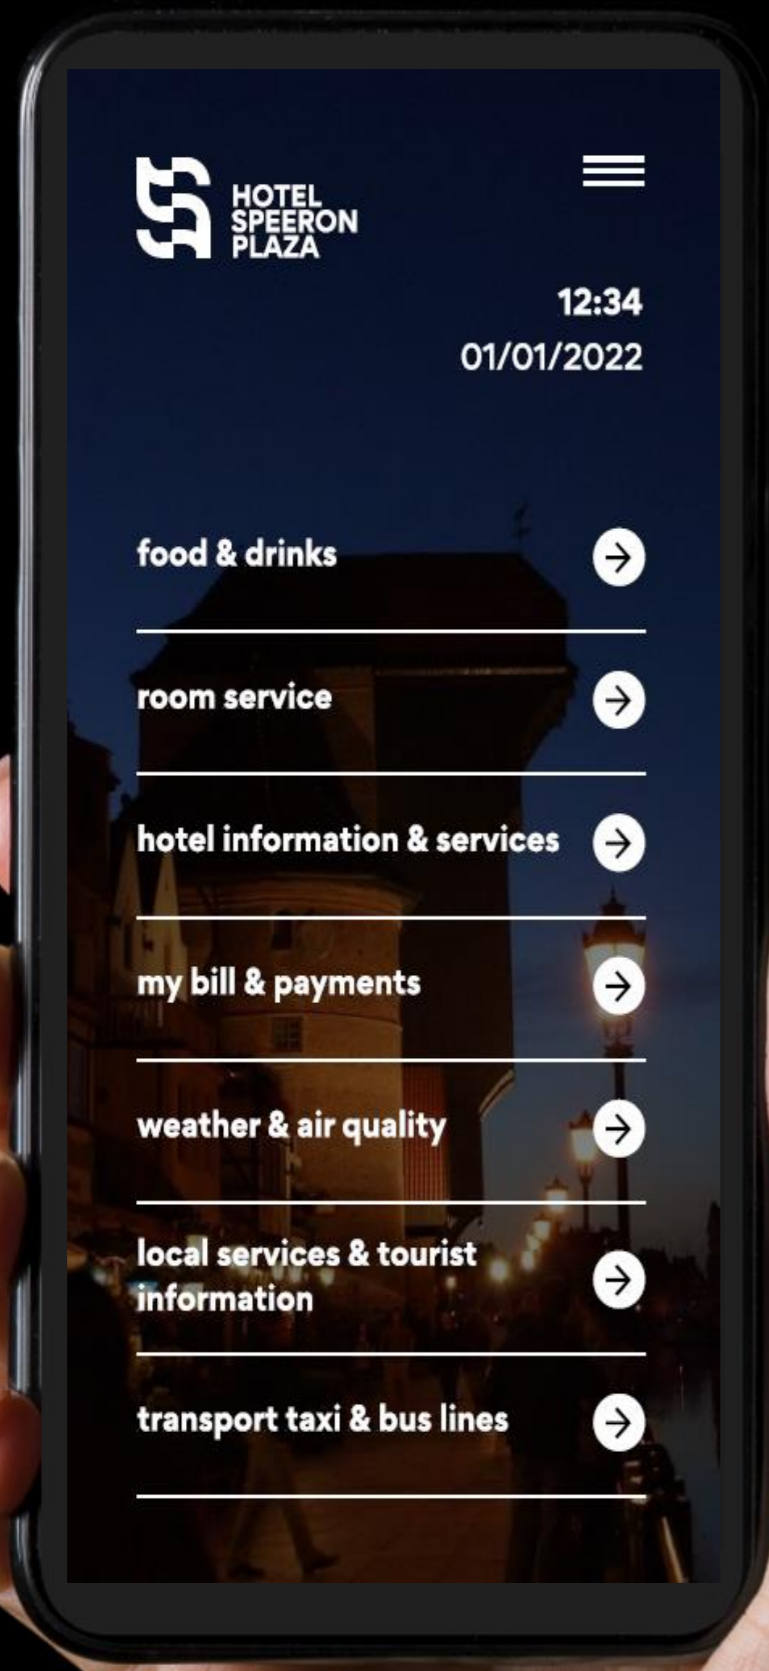 HOTEL
SPEERON
PLAZA
12:34
01/01/2022
food & drinks
room service
hotel information & services
my bill & payments
weather & air quality
local services & tourist
information
transport taxi & bus lines